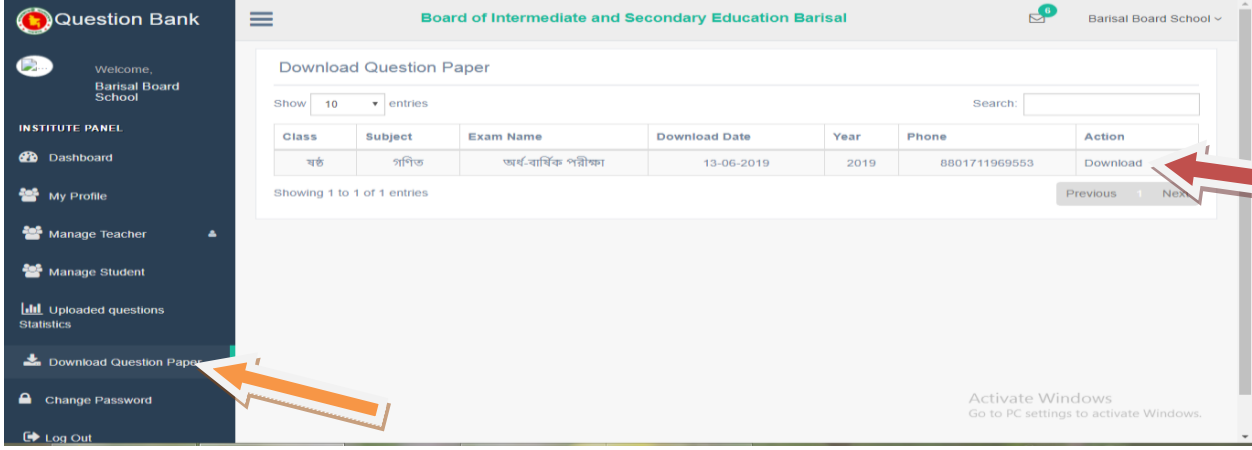 Question Bank
Board of Intermediate and Secondary Education Barisal
6
Barisal Board School
Welcome,
Barisal Board
School
INSTITUTE PANEL
Dashboard
My Profile
Manage Teacher
Manage Student
Uploaded questions
Statistics
Download Question Paper
Change Password
Log Out
Download Question Paper
Show 10 entries
Search:
Class Subject Exam Name Download Date Year Phone Action
ষষ্ঠ গণিত অর্ধ-বার্ষিক পরীক্ষা 13-06-2019 2019 8801711969553 Download
Showing 1 to 1 of 1 entries
Previous 1 Next
Activate Windows
Go to PC settings to activate Windows.